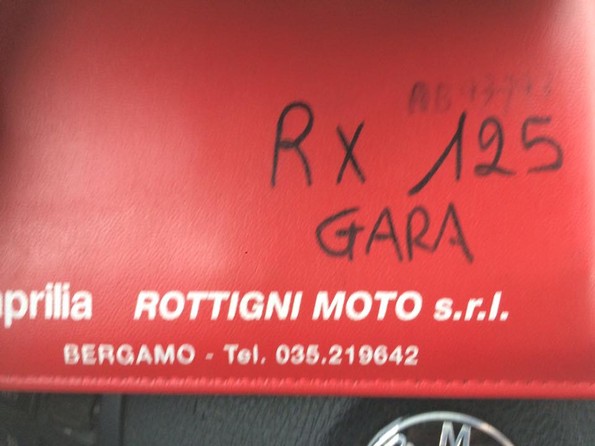 RX 125
GARA
aprilia ROTTIGNI MOTO s.r.l.
BERGAMO - Tel. 035.219642
M